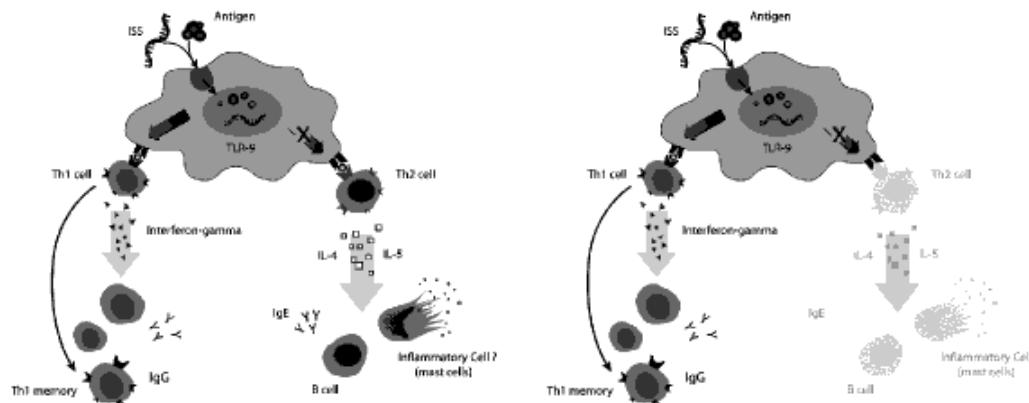 Antigen
ISS
TLR-9
Th1 cell
Th2 cell
Interferon-gamma
IL-4
IL-5
IgE
Inflammatory Cell ?
(mast cells)
IgG
Th1 memory
B cell
Antigen
ISS
TLR-9
Th1 cell
Th2 cell
Interferon-gamma
IL-4
IL-5
IgE
Inflammatory Cell
(mast cells)
IgG
Th1 memory
B cell